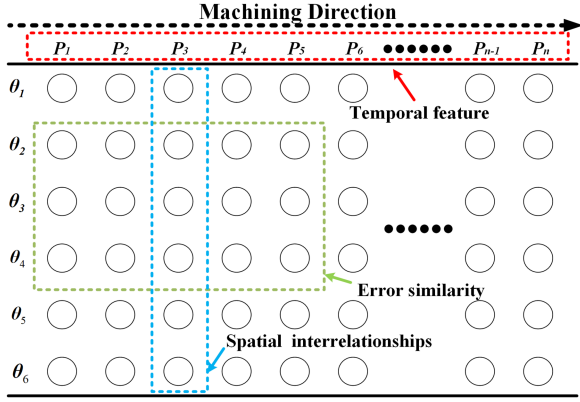 Machining Direction
P1 P2 P3 P4 P5 P6 ●●●●●● Pn-1 Pn
θ1
Temporal feature
θ2
θ3
●●●●●●
θ4
Error similarity
θ5
Spatial interrelationships
θ6